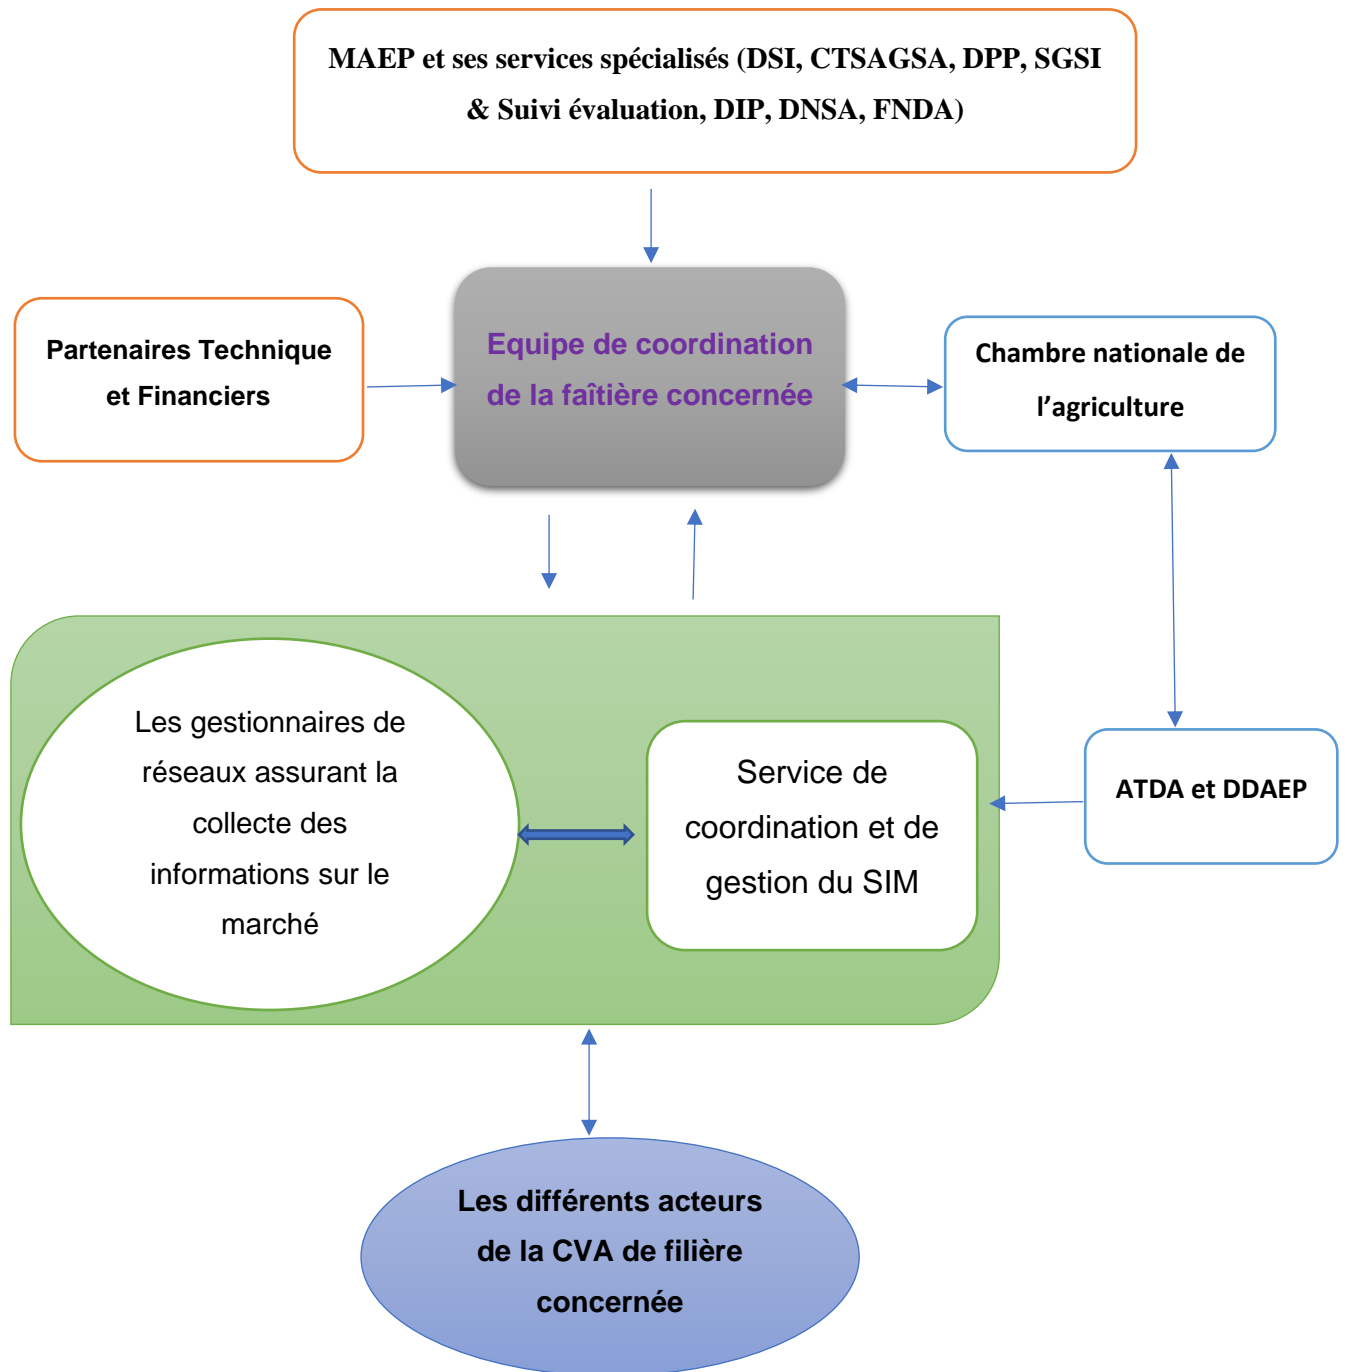 MAEP et ses services spécialisés (DSI, CTSAGSA, DPP, SGSI
& Suivi évaluation, DIP, DNSA, FNDA)
Partenaires Technique
et Financiers
Equipe de coordination
de la faîtière concernée
Chambre nationale de
l’agriculture
Les gestionnaires de
réseaux assurant la
collecte des
informations sur le
marché
Service de
coordination et de
gestion du SIM
ATDA et DDAEP
Les différents acteurs
de la CVA de filière
concernée